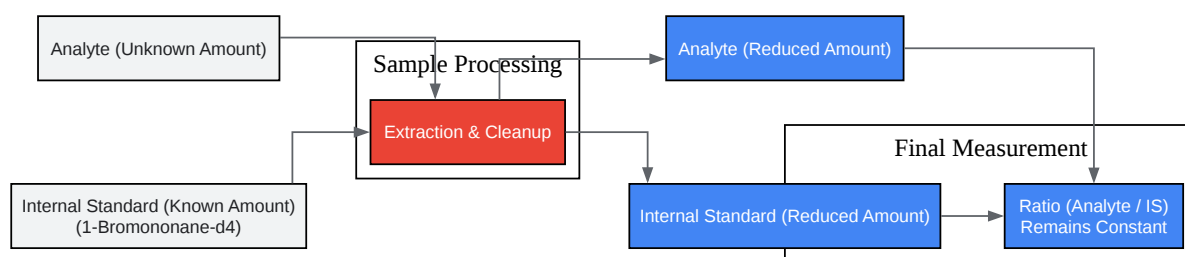 Analyte (Unknown Amount)
Sample Processing
Analyte (Reduced Amount)
Extraction & Cleanup
Final Measurement
Internal Standard (Known Amount)
(1-Bromononane-d4)
Internal Standard (Reduced Amount)
Ratio (Analyte / IS)
Remains Constant